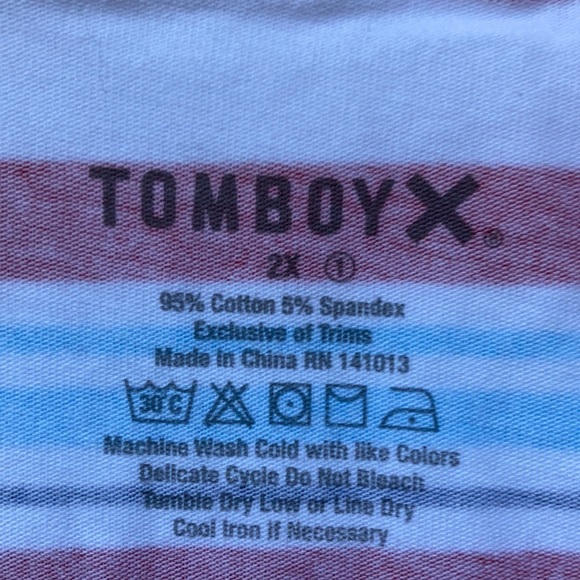 TOMBOYX®
2X ①
95% Cotton 5% Spandex
Exclusive of Trims
Made in China RN 141013
30°C
Machine Wash Cold with like Colors
Delicate Cycle Do Not Bleach
Tumble Dry Low or Line Dry
Cool Iron if Necessary